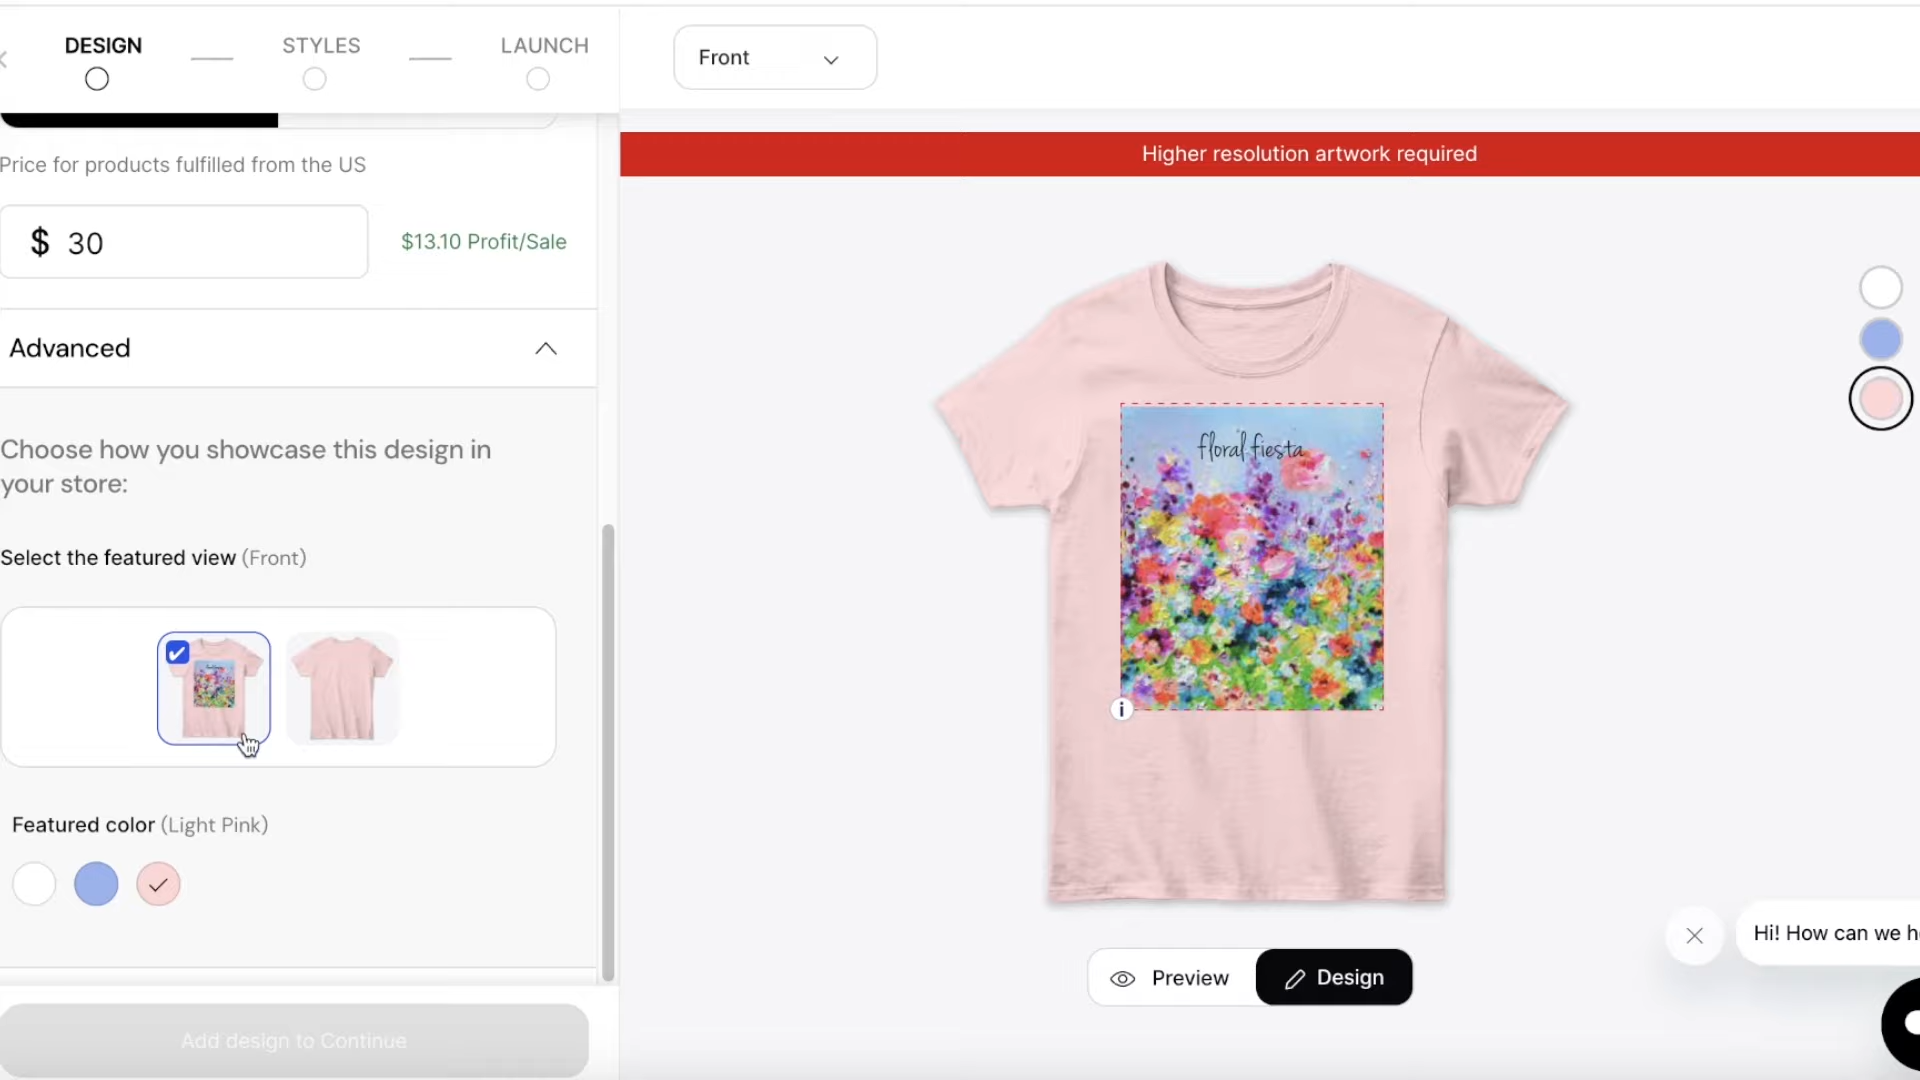 DESIGN
STYLES
LAUNCH
Front
Higher resolution artwork required
Price for products fulfilled from the US
$ 30
$13.10 Profit/Sale
Advanced
floral fiesta
Choose how you showcase this design in
your store:
Select the featured view (Front)
Featured color (Light Pink)
Hi! How can we h
Preview
Design
Add design to Continue